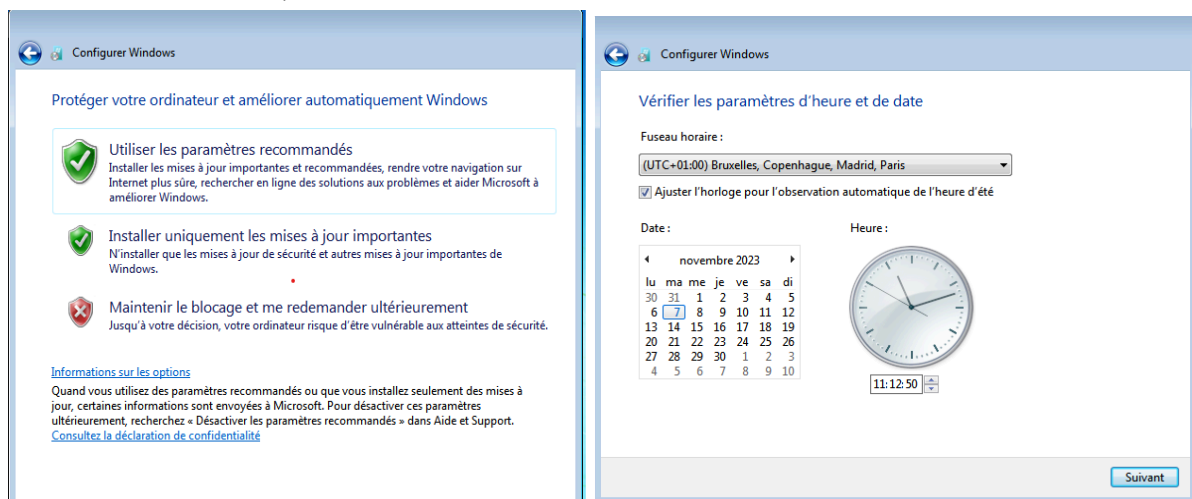 Configurer Windows
Protéger votre ordinateur et améliorer automatiquement Windows
Utiliser les paramètres recommandés
Installer les mises à jour importantes et recommandées, rendre votre navigation sur
Internet plus sûre, rechercher en ligne des solutions aux problèmes et aider Microsoft à
améliorer Windows.
Installer uniquement les mises à jour importantes
N'installer que les mises à jour de sécurité et autres mises à jour importantes de
Windows.
Maintenir le blocage et me redemander ultérieurement
Jusqu'à votre décision, votre ordinateur risque d'être vulnérable aux atteintes de sécurité.
Informations sur les options
Quand vous utilisez des paramètres recommandés ou que vous installez seulement des mises à
jour, certaines informations sont envoyées à Microsoft. Pour désactiver ces paramètres
ultérieurement, recherchez « Désactiver les paramètres recommandés » dans Aide et Support.
Consultez la déclaration de confidentialité
Configurer Windows
Vérifier les paramètres d'heure et de date
Fuseau horaire :
(UTC+01:00) Bruxelles, Copenhague, Madrid, Paris
Ajuster l'horloge pour l'observation automatique de l'heure d'été
Date :
novembre 2023
lu ma me je ve sa di
30 31 1 2 3 4 5
6 7 8 9 10 11 12
13 14 15 16 17 18 19
20 21 22 23 24 25 26
27 28 29 30 1 2 3
4 5 6 7 8 9 10
Heure :
11:12:50
Suivant